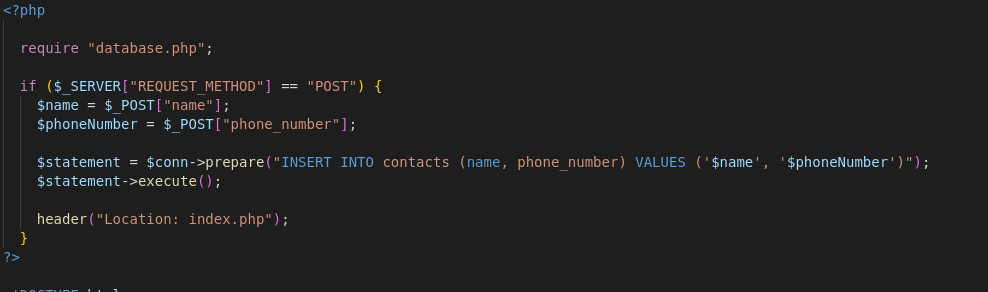 <?php
require "database.php";
if ($_SERVER["REQUEST_METHOD"] == "POST") {
$name = $_POST["name"];
$phoneNumber = $_POST["phone_number"];
$statement = $conn->prepare("INSERT INTO contacts (name, phone_number) VALUES ('$name', '$phoneNumber')");
$statement->execute();
header("Location: index.php");
}
?>